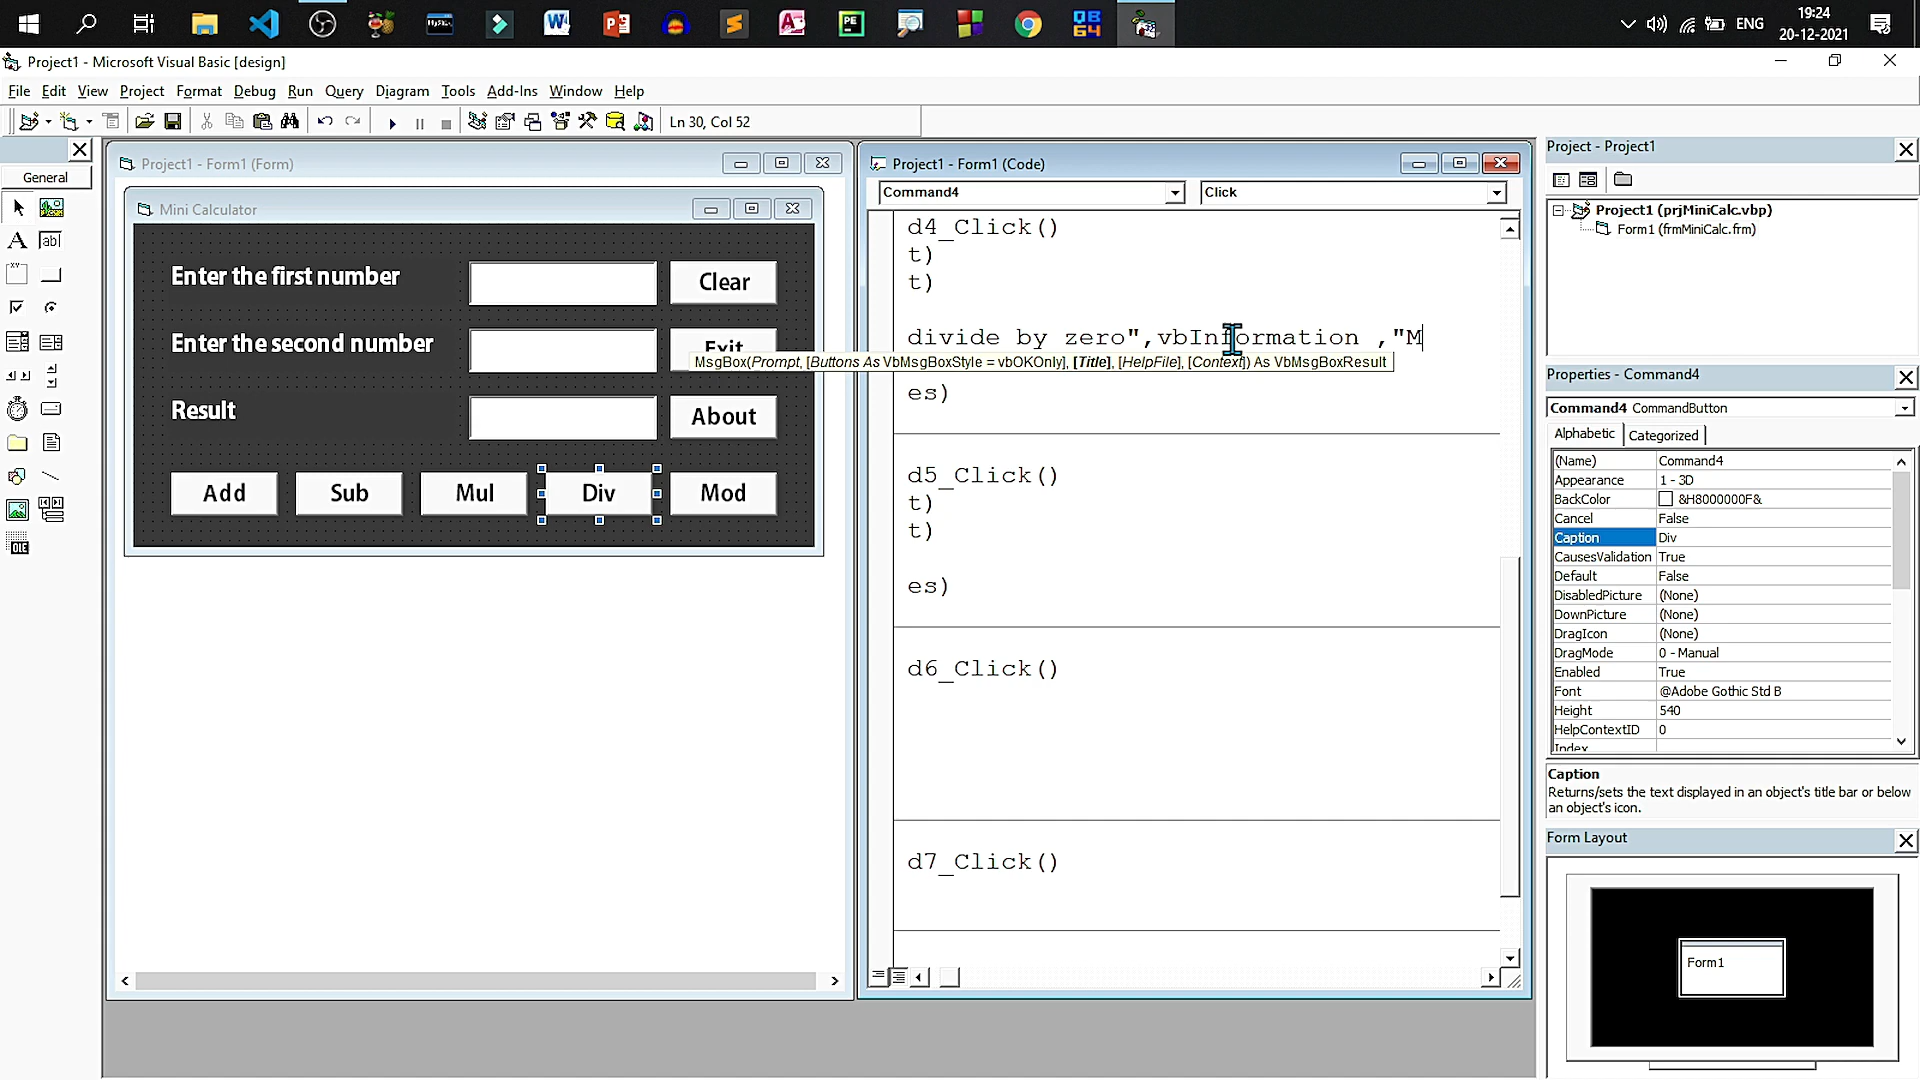 19:24
ENG
20-12-2021
Project1 - Microsoft Visual Basic [design]
File Edit View Project Format Debug Run Query Diagram Tools Add-Ins Window Help
Ln 30, Col 52
General
Project1 - Form1 (Form)
Mini Calculator
Enter the first number
Clear
Enter the second number
Exit
Result
About
Add Sub Mul Div Mod
Project1 - Form1 (Code)
Command4 Click
d4_Click()
t)
t)
divide by zero",vbInformation ,"M
MsgBox(Prompt, [Buttons As VbMsgBoxStyle = vbOKOnly], [Title], [HelpFile], [Context]) As VbMsgBoxResult
es)
d5_Click()
t)
t)
es)
d6_Click()
d7_Click()
Project - Project1
Project1 (prjMiniCalc.vbp)
Form1 (frmMiniCalc.frm)
Properties - Command4
Command4 CommandButton
Alphabetic Categorized
(Name) Command4
Appearance 1 - 3D
BackColor &H8000000F&
Cancel False
Caption Div
CausesValidation True
Default False
DisabledPicture (None)
DownPicture (None)
DragIcon (None)
DragMode 0 - Manual
Enabled True
Font @Adobe Gothic Std B
Height 540
HelpContextID 0
Index
Caption
Returns/sets the text displayed in an object's title bar or below
an object's icon.
Form Layout
Form1